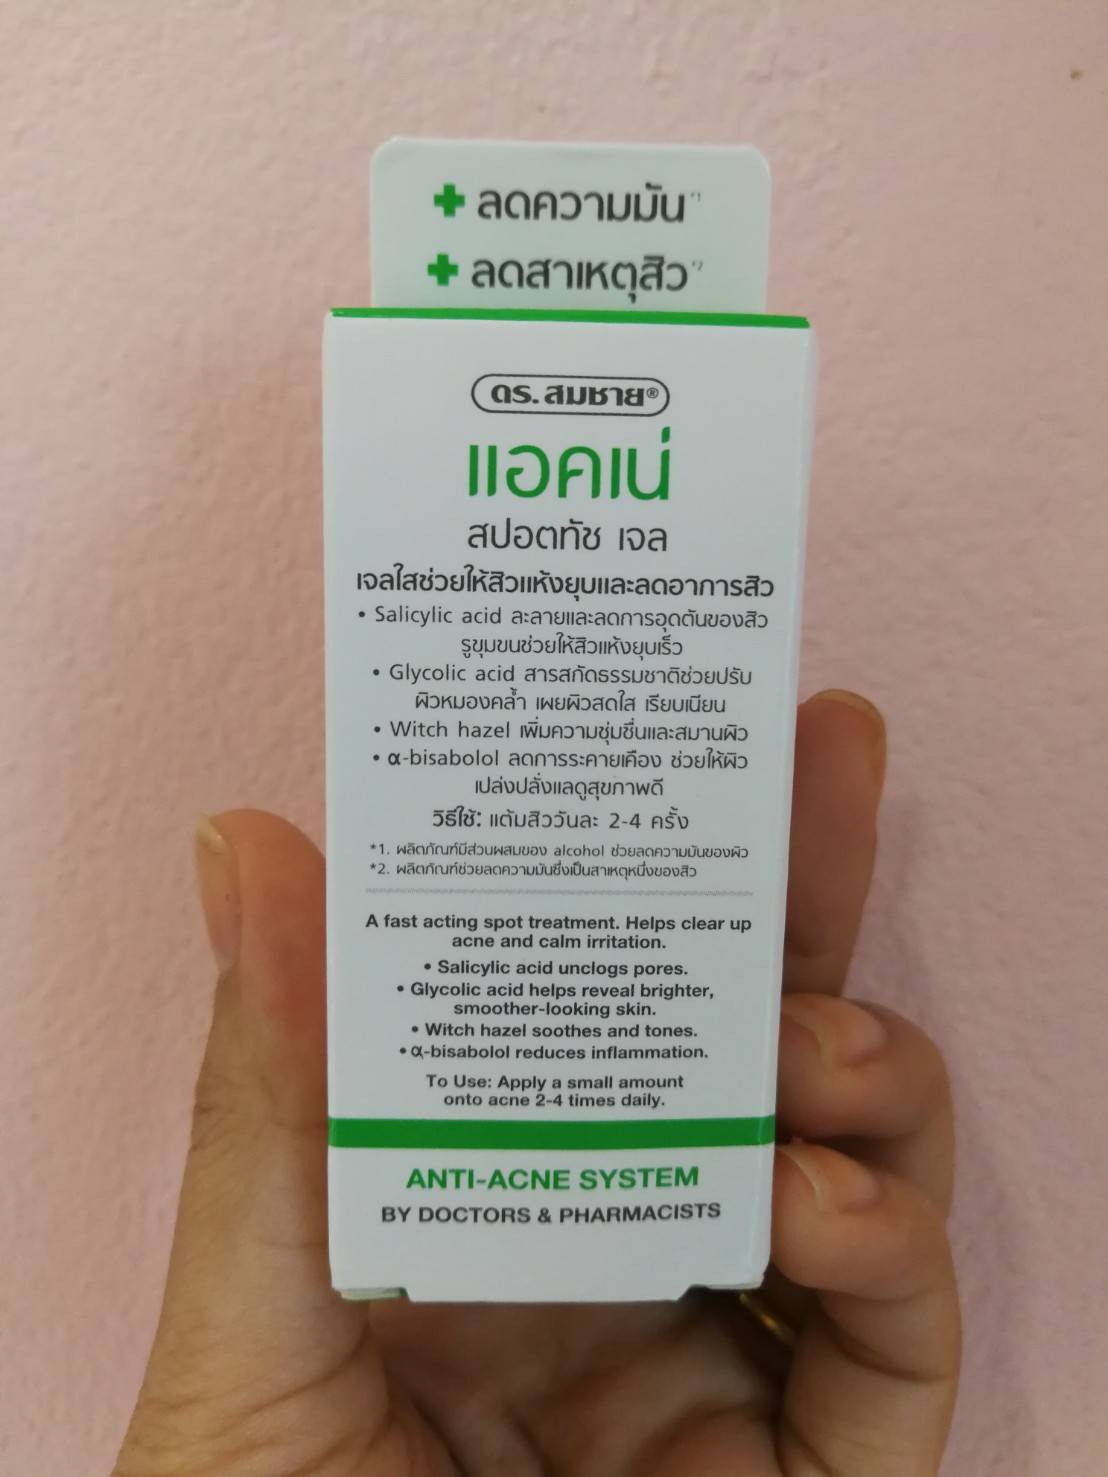 + ลดความมัน*1
+ ลดสาเหตุสิว*2
ดร.สมชาย®
แอคเน่
สปอตทัช เจล
เจลใสช่วยให้สิวแห้งยุบและลดอาการสิว
• Salicylic acid ละลายและลดการอุดตันของสิว
รูขุมขนช่วยให้สิวแห้งยุบเร็ว
• Glycolic acid สารสกัดธรรมชาติช่วยปรับ
ผิวหมองคล้ำ เผยผิวสดใส เรียบเนียน
• Witch hazel เพิ่มความชุ่มชื่นและสมานผิว
• α-bisabolol ลดการระคายเคือง ช่วยให้ผิว
เปล่งปลั่งแลดูสุขภาพดี
วิธีใช้: แต้มสิววันละ 2-4 ครั้ง
*1. ผลิตภัณฑ์มีส่วนผสมของ alcohol ช่วยลดความมันของผิว
*2. ผลิตภัณฑ์ช่วยลดความมันซึ่งเป็นสาเหตุหนึ่งของสิว
A fast acting spot treatment. Helps clear up
acne and calm irritation.
• Salicylic acid unclogs pores.
• Glycolic acid helps reveal brighter,
smoother-looking skin.
• Witch hazel soothes and tones.
• α-bisabolol reduces inflammation.
To Use: Apply a small amount
onto acne 2-4 times daily.
ANTI-ACNE SYSTEM
BY DOCTORS & PHARMACISTS